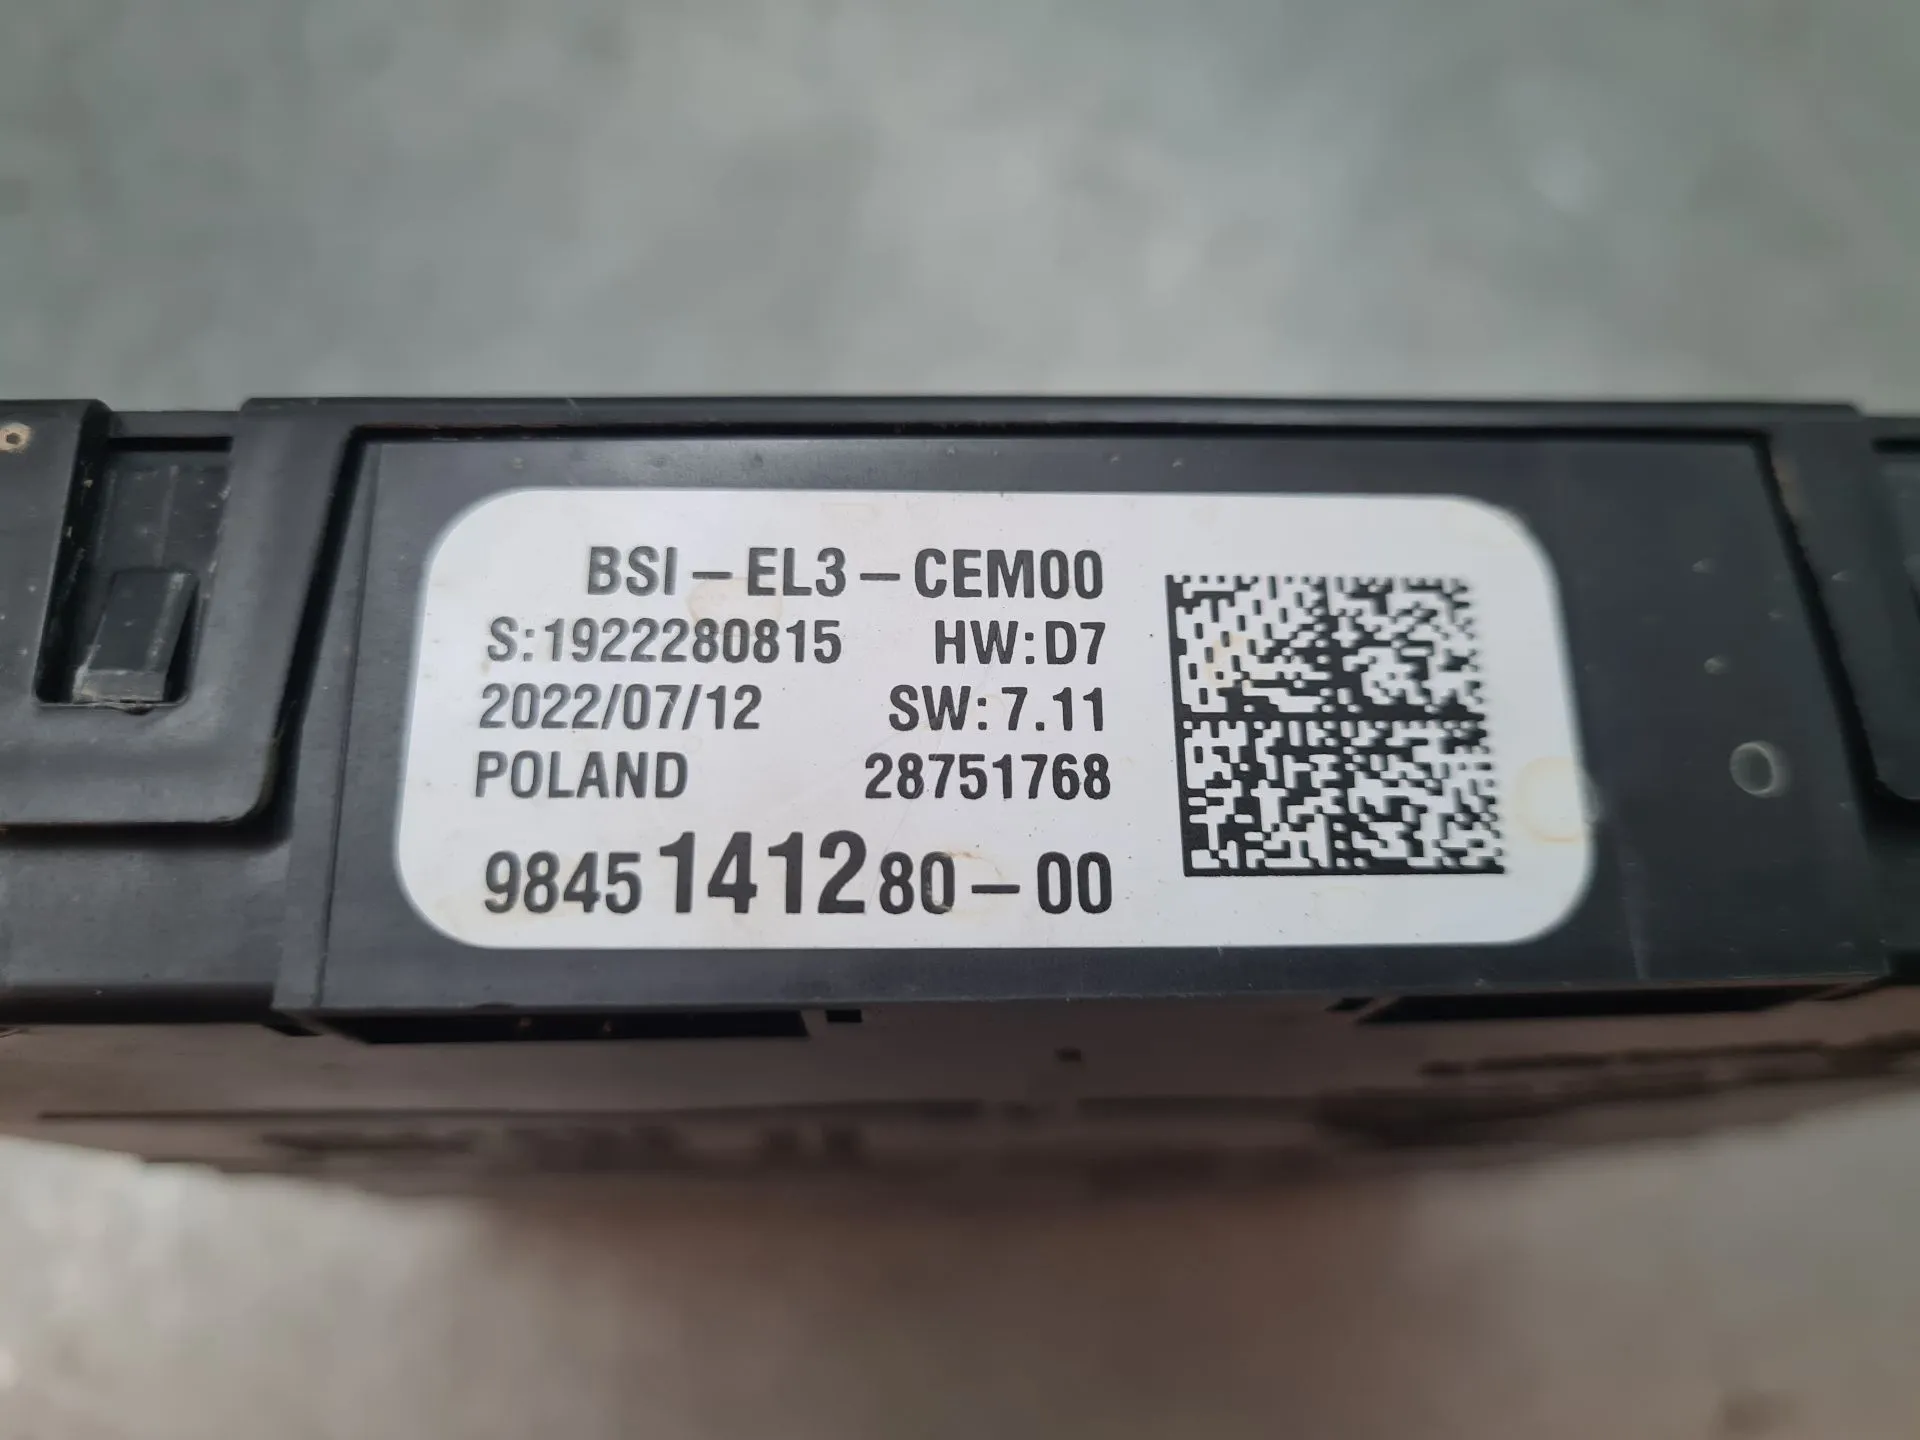 BSI-EL3-CEM00
S:1922280815 HW:D7
2022/07/12 SW:7.11
POLAND 28751768
9845141280-00